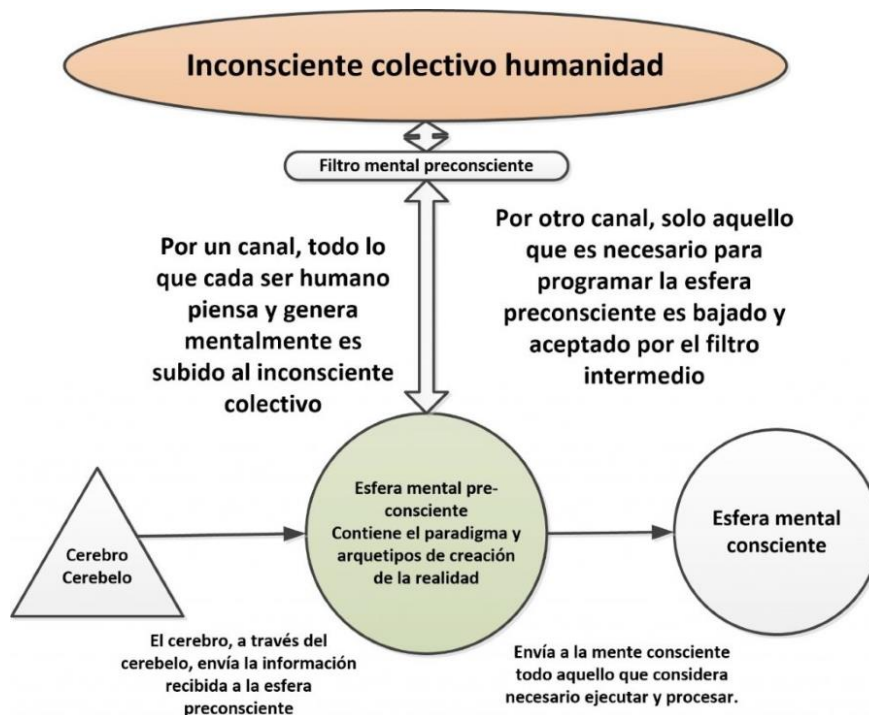 Inconsciente colectivo humanidad
Filtro mental preconsciente
Por un canal, todo lo
que cada ser humano
piensa y genera
mentalmente es
subido al inconsciente
colectivo
Por otro canal, solo aquello
que es necesario para
programar la esfera
preconsciente es bajado y
aceptado por el filtro
intermedio
Cerebro
Cerebelo
Esfera mental pre-
consciente
Contiene el paradigma y
arquetipos de creación
de la realidad
Esfera mental
consciente
El cerebro, a través del
cerebelo, envía la información
recibida a la esfera
preconsciente
Envía a la mente consciente
todo aquello que considera
necesario ejecutar y procesar.